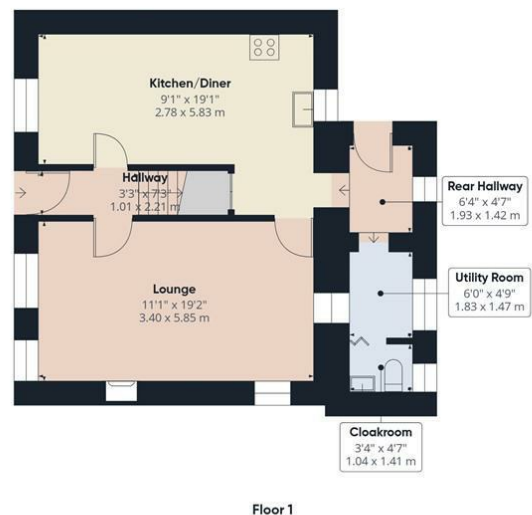 Kitchen/Diner
9'1" x 19'1"
2.78 x 5.83 m
Hallway
3'3" x 7'3"
1.01 x 2.21 m
Rear Hallway
6'4" x 4'7"
1.93 x 1.42 m
Lounge
11'1" x 19'2"
3.40 x 5.85 m
Utility Room
6'0" x 4'9"
1.83 x 1.47 m
Cloakroom
3'4" x 4'7"
1.04 x 1.41 m
Floor 1